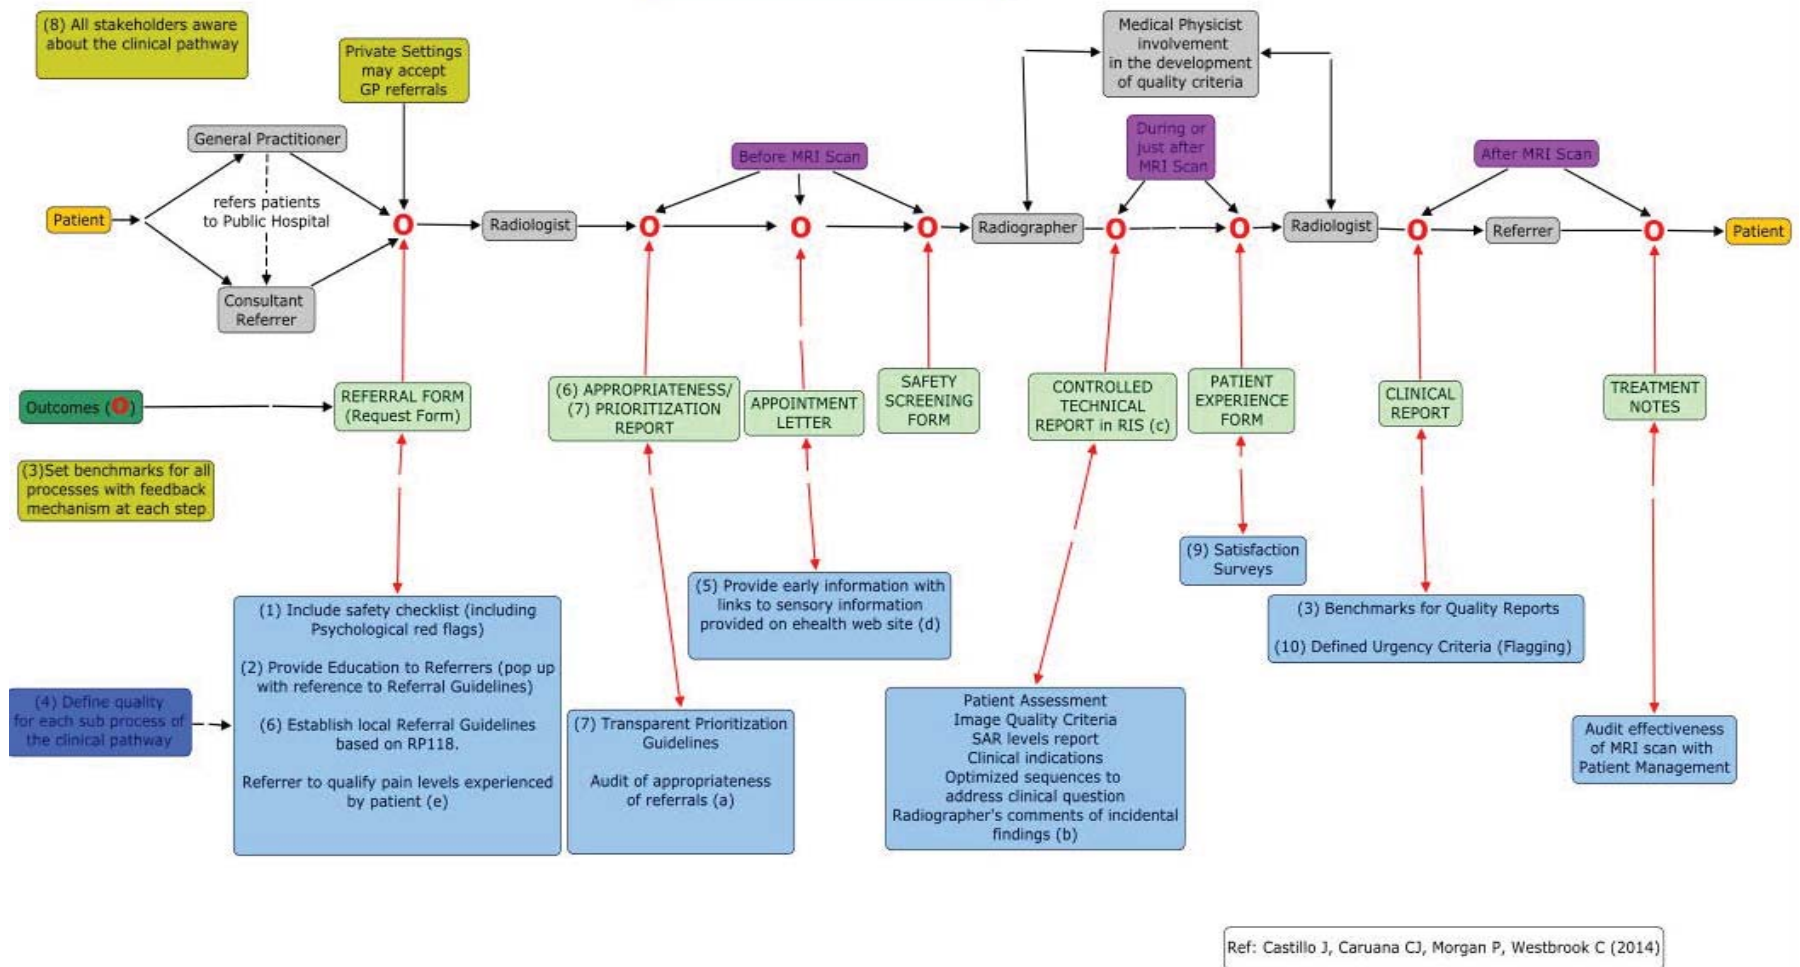 (8) All stakeholders aware
about the clinical pathway
Private Settings
may accept
GP referrals
Medical Physicist
involvement
in the development
of quality criteria
General Practitioner
Before MRI Scan
During or
just after
MRI Scan
After MRI Scan
refers patients
to Public Hospital
Patient
O
Radiologist
O
O
O
Radiographer
O
O
Radiologist
O
Referrer
O
Patient
Consultant
Referrer
Outcomes (O)
REFERRAL FORM
(Request Form)
(6) APPROPRIATENESS/
(7) PRIORITIZATION
REPORT
APPOINTMENT
LETTER
SAFETY
SCREENING
FORM
CONTROLLED
TECHNICAL
REPORT in RIS (c)
PATIENT
EXPERIENCE
FORM
CLINICAL
REPORT
TREATMENT
NOTES
(3)Set benchmarks for all
processes with feedback
mechanism at each step
(4) Define quality
for each sub process of
the clinical pathway
(1) Include safety checklist (including
Psychological red flags)
(2) Provide Education to Referrers (pop up
with reference to Referral Guidelines)
(6) Establish local Referral Guidelines
based on RP118.
Referrer to qualify pain levels experienced
by patient (e)
(7) Transparent Prioritization
Guidelines
Audit of appropriateness
of referrals (a)
(5) Provide early information with
links to sensory information
provided on ehealth web site (d)
Patient Assessment
Image Quality Criteria
SAR levels report
Clinical indications
Optimized sequences to
address clinical question
Radiographer's comments of incidental
findings (b)
(9) Satisfaction
Surveys
(3) Benchmarks for Quality Reports
(10) Defined Urgency Criteria (Flagging)
Audit effectiveness
of MRI scan with
Patient Management
Ref: Castillo J, Caruana CJ, Morgan P, Westbrook C (2014)